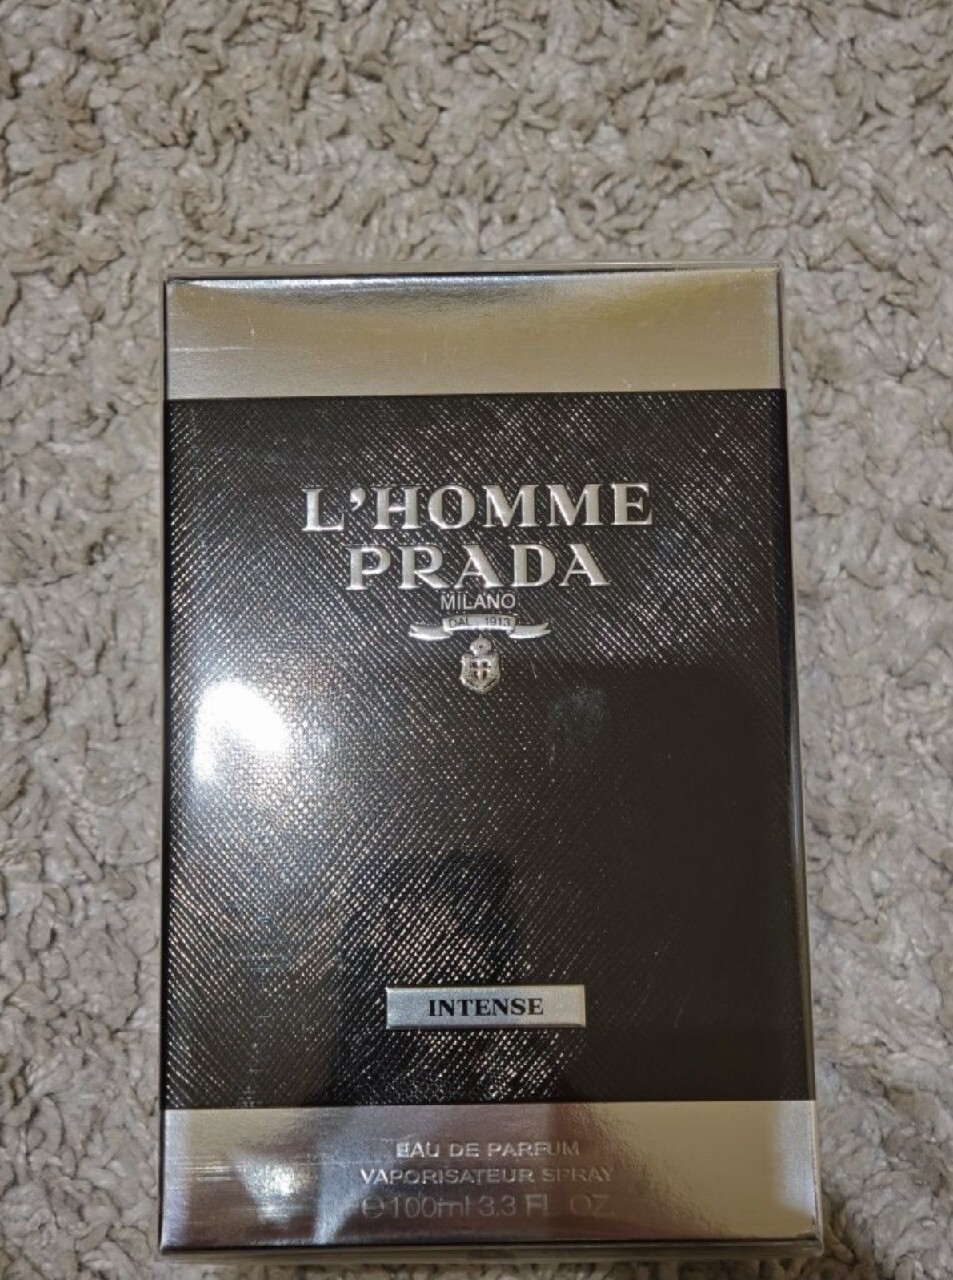 L'HOMME
PRADA
MILANO
DAL 1913
INTENSE
EAU DE PARFUM
VAPORISATEUR SPRAY
℮100ml 3.3 FL OZ.